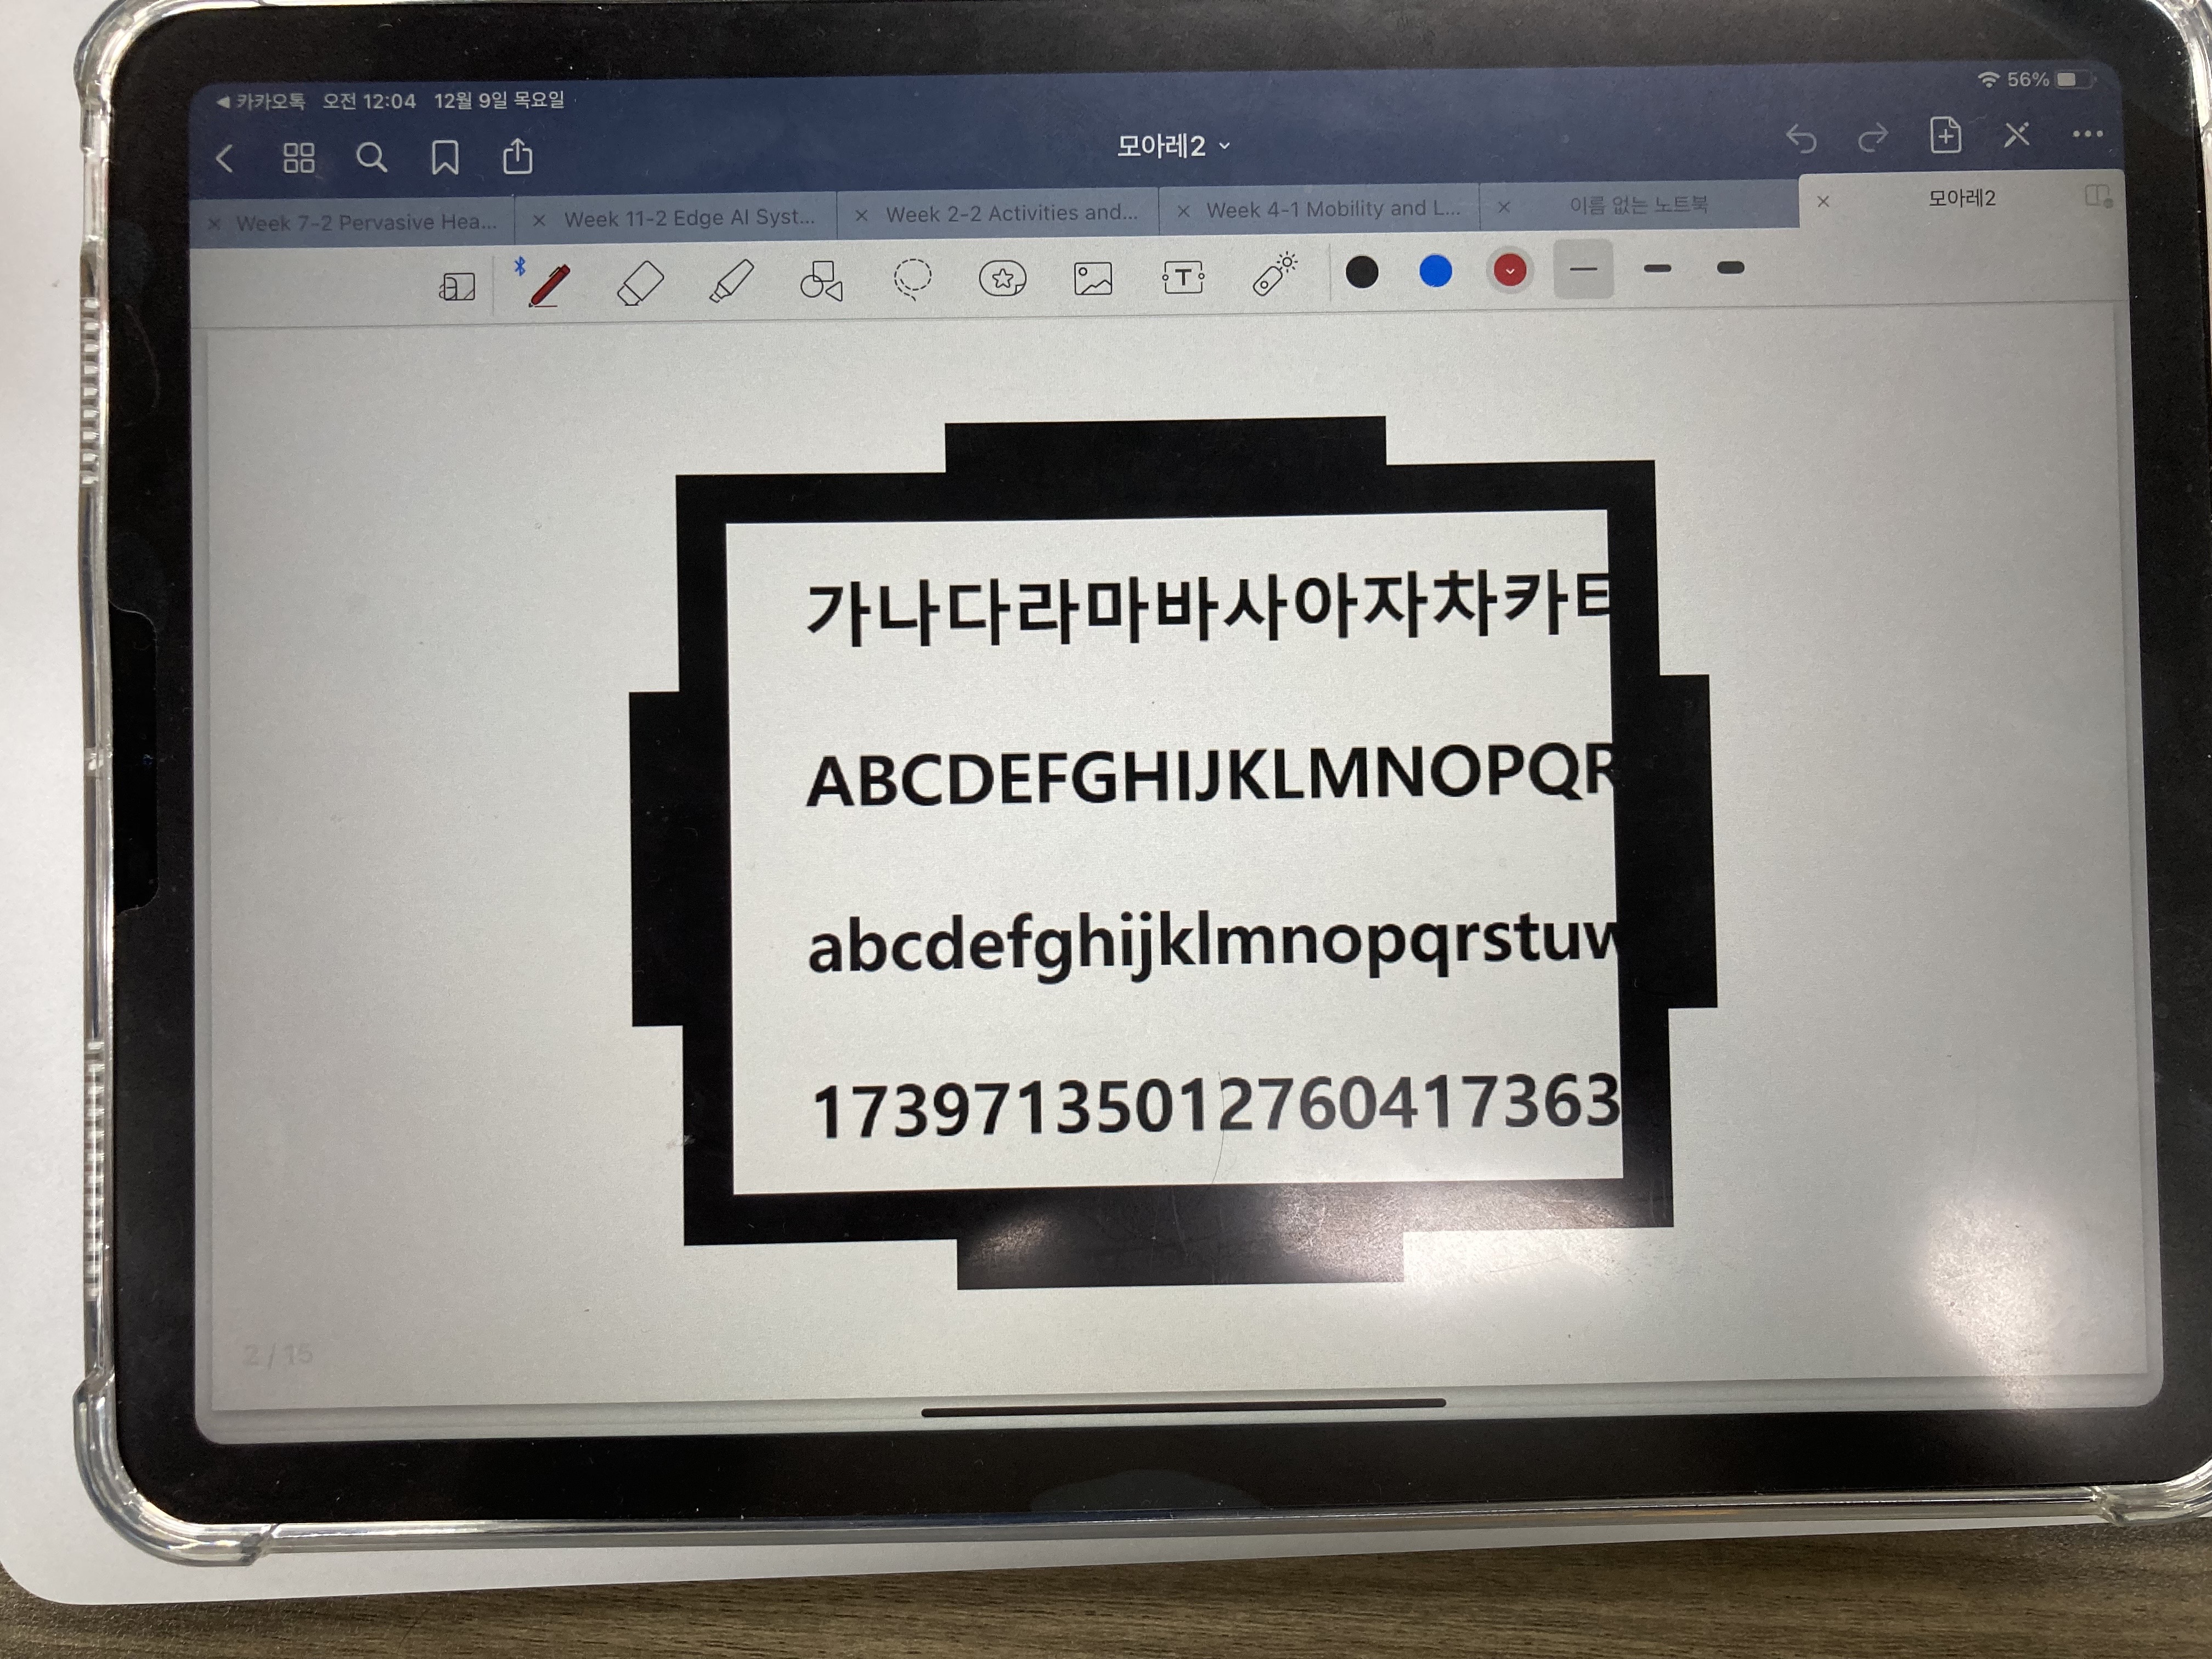 카카오톡 오전 12:04 12월 9일 목요일 56%
모아레2
Week 7-2 Pervasive Hea... Week 11-2 Edge AI Syst... Week 2-2 Activities and... Week 4-1 Mobility and L... 이름 없는 노트북 모아레2
가나다라마바사아자차카
ABCDEFGHIJKLMNOPQR
abcdefghijklmnopqrstuv
173971350127604173​63
2 / 15